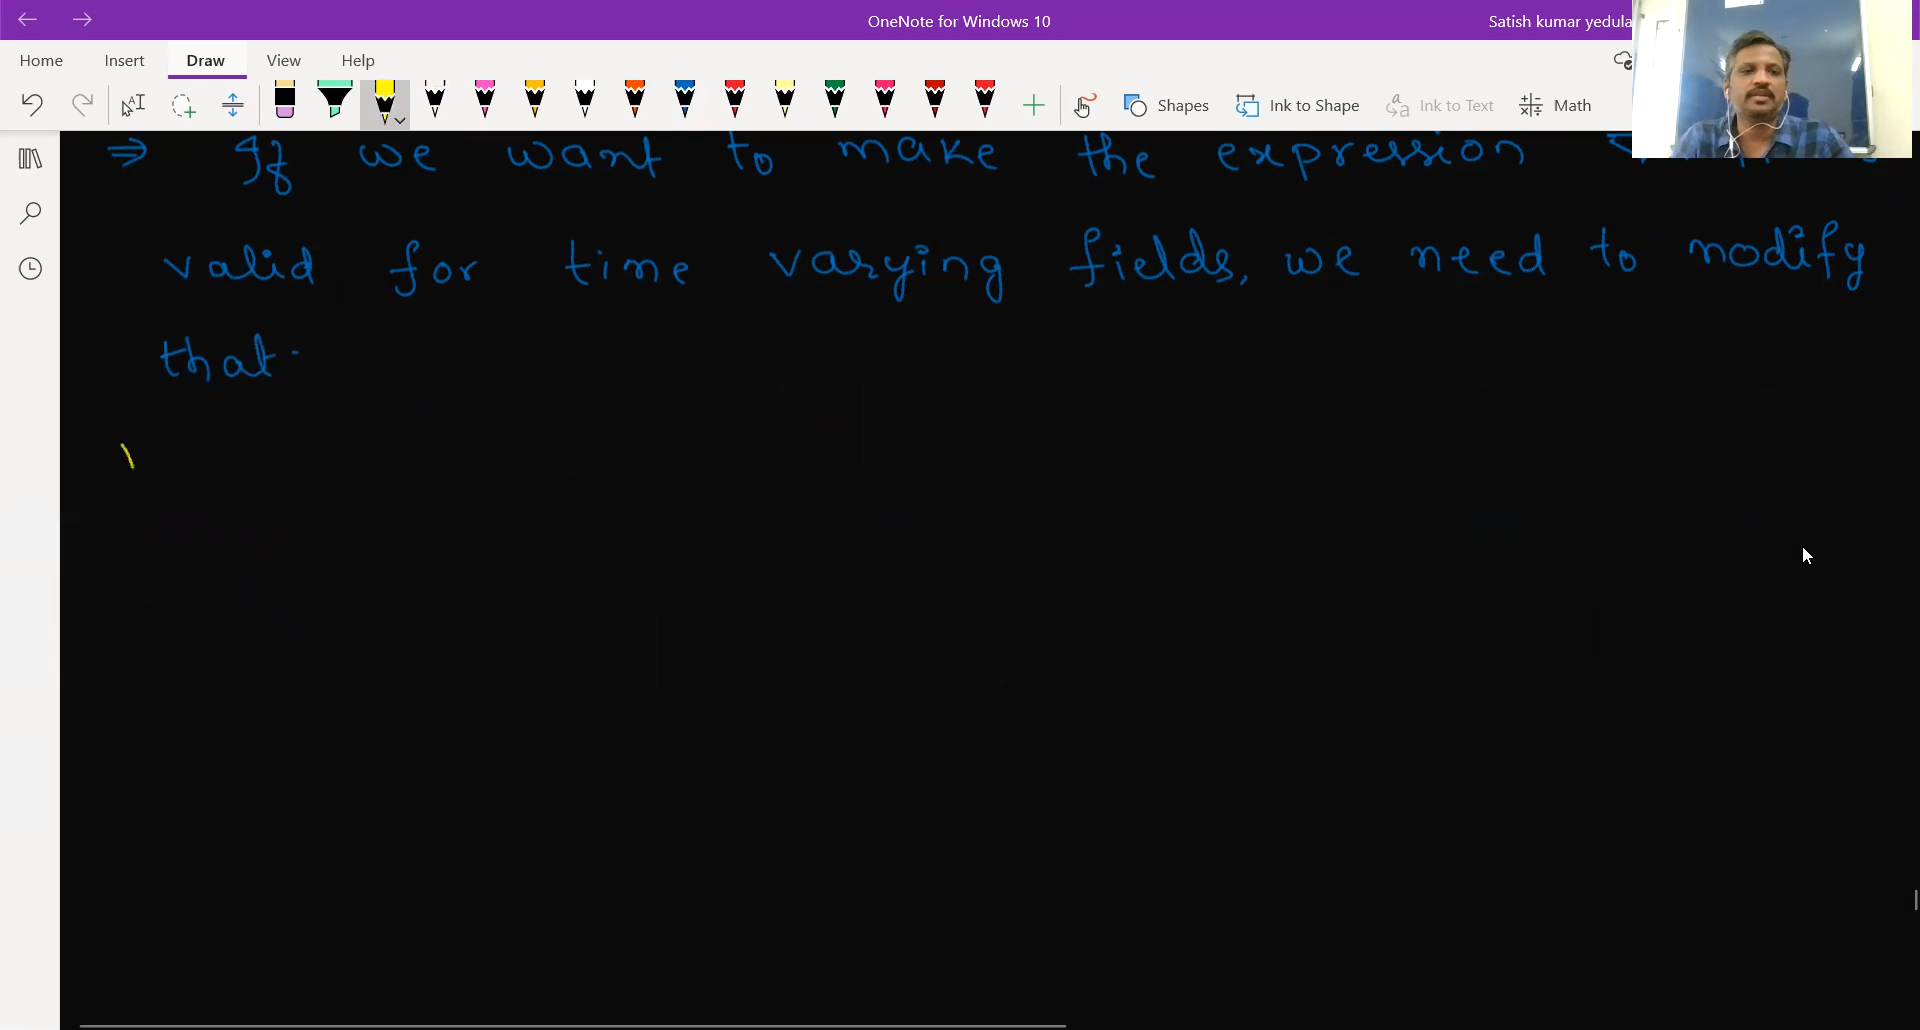 OneNote for Windows 10
Satish kumar yedula
Home Insert Draw View Help
Shapes Ink to Shape Ink to Text Math
⇒ If we want to make the expression
valid for time varying fields, we need to modify
that.